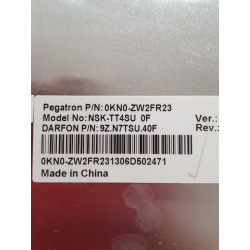 Pegatron P/N:0KN0-ZW2FR23
Model No:NSK-TT4SU 0F
Ver.:
DARFON P/N:9Z.N7TSU.40F
Rev.:
0KN0-ZW2FR231306D502471
Made in China